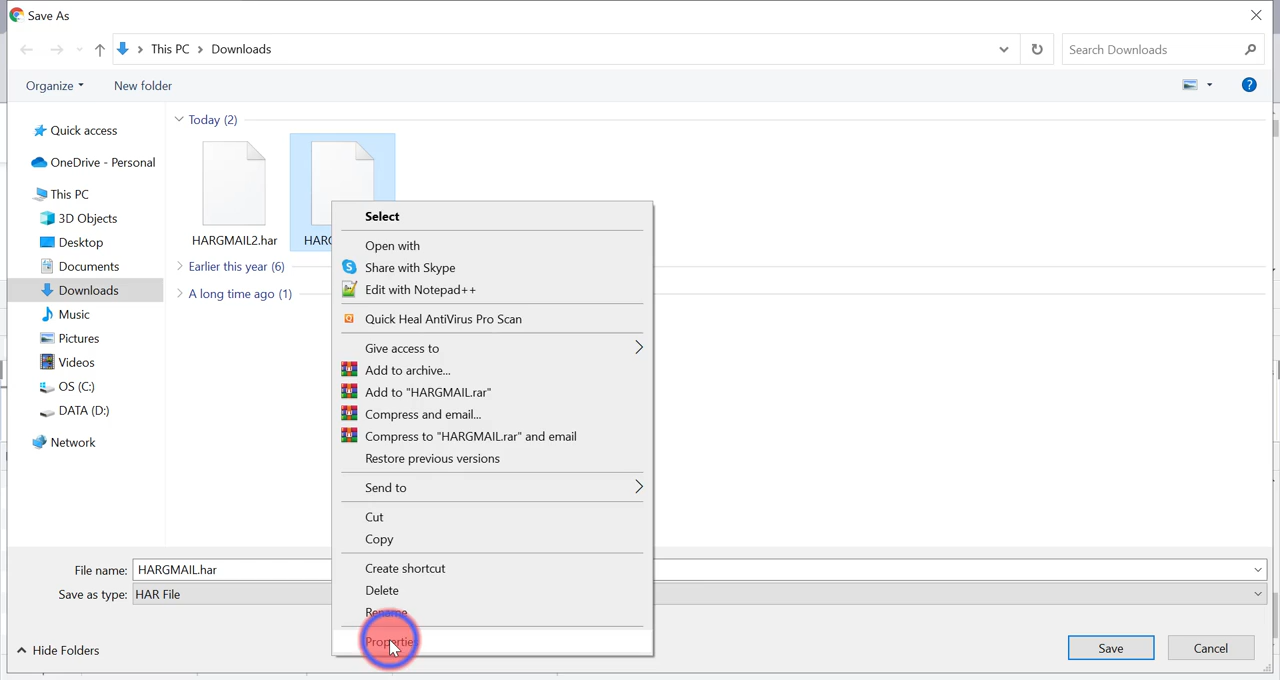 Save As
This PC > Downloads
Search Downloads
Organize
New folder
?
Quick access
OneDrive - Personal
This PC
3D Objects
Desktop
Documents
Downloads
Music
Pictures
Videos
OS (C:)
DATA (D:)
Network
Today (2)
HARGMAIL2.har
HARG
Earlier this year (6)
A long time ago (1)
Select
Open with
Share with Skype
Edit with Notepad++
Quick Heal AntiVirus Pro Scan
Give access to
Add to archive...
Add to "HARGMAIL.rar"
Compress and email...
Compress to "HARGMAIL.rar" and email
Restore previous versions
Send to
Cut
Copy
Create shortcut
Delete
Rename
Properties
File name: HARGMAIL.har
Save as type: HAR File
Hide Folders
Save
Cancel